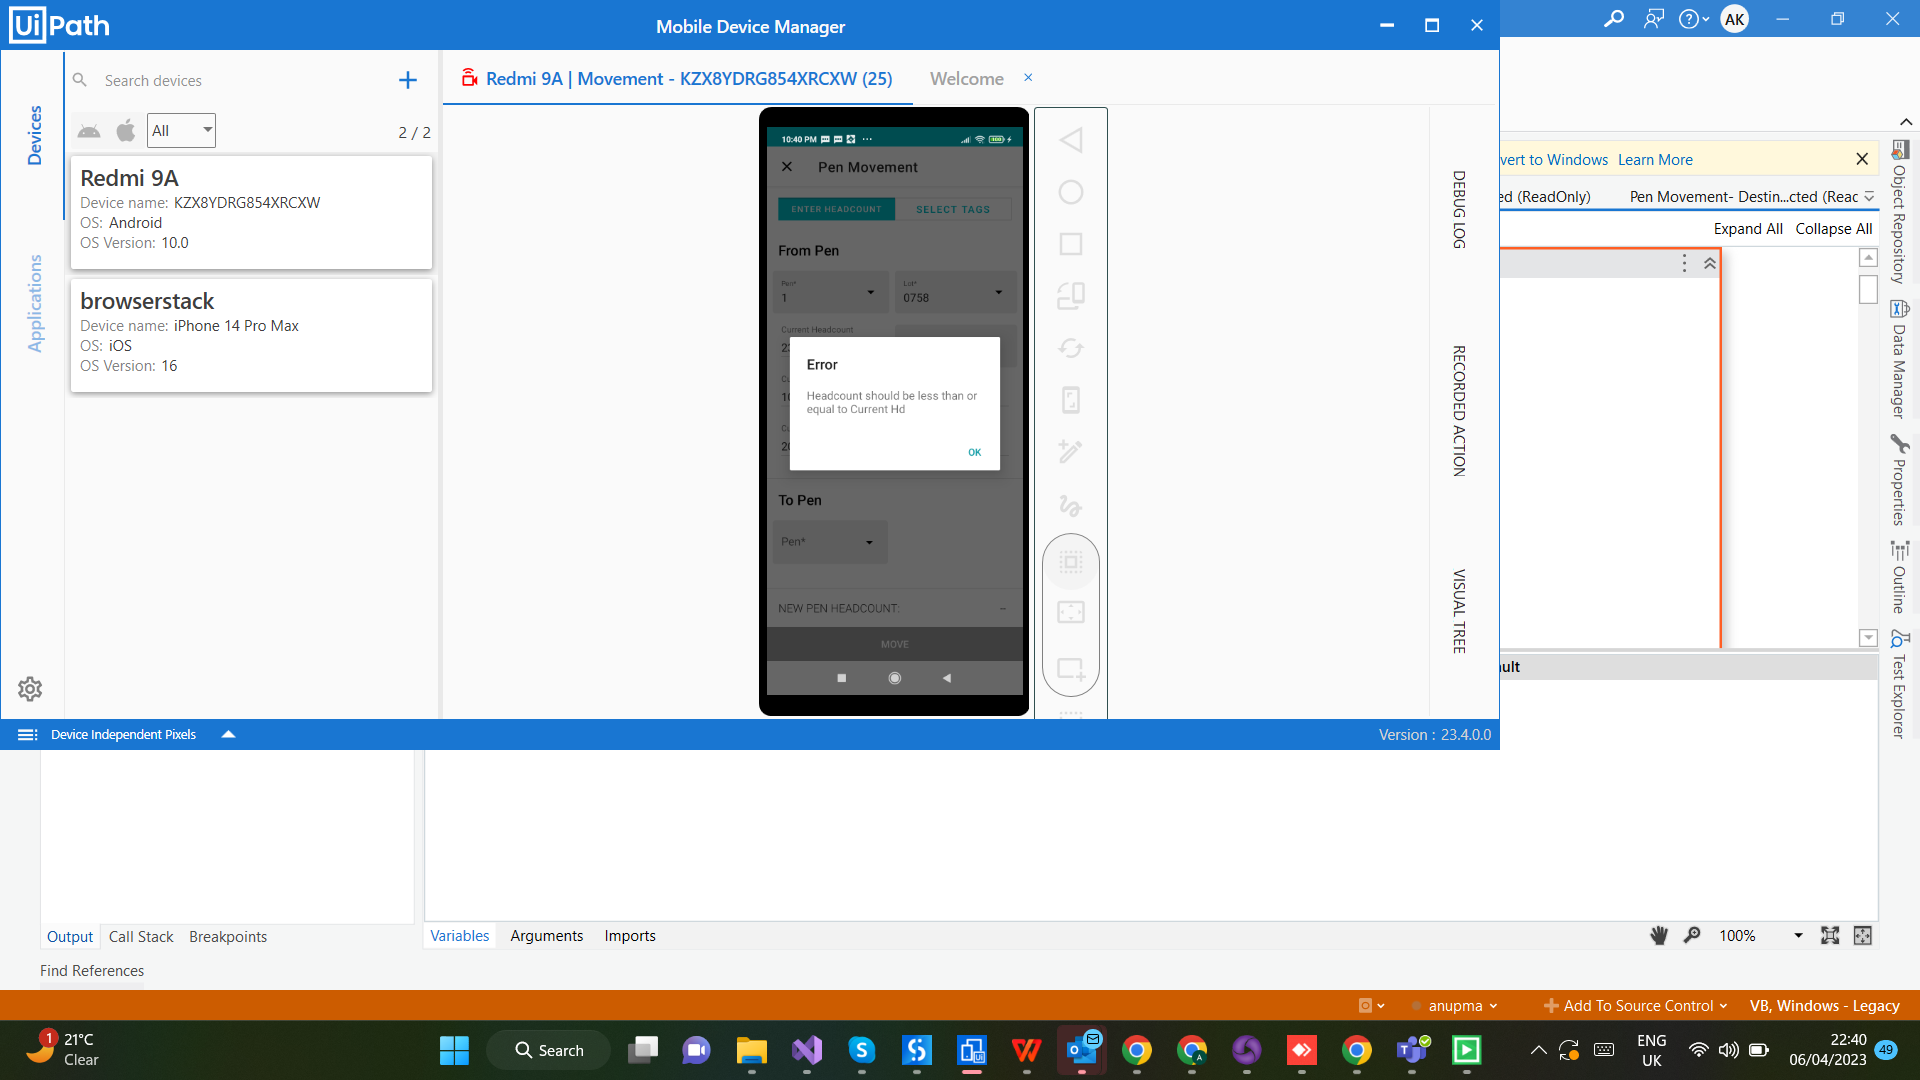 UiPath
Mobile Device Manager
AK
Search devices
Redmi 9A | Movement - KZX8YDRG854XRCXW (25)
Welcome
Devices
Applications
All
2 / 2
Redmi 9A
Device name: KZX8YDRG854XRCXW
OS: Android
OS Version: 10.0
browserstack
Device name: iPhone 14 Pro Max
OS: iOS
OS Version: 16
10:40 PM
Pen Movement
ENTER HEADCOUNT
SELECT TAGS
From Pen
Pen*
1
Lot*
0758
Current Headcount
Error
Headcount should be less than or
equal to Current Hd
OK
To Pen
Pen*
NEW PEN HEADCOUNT:
–
MOVE
DEBUG LOG
RECORDED ACTION
VISUAL TREE
vert to Windows Learn More
ed (ReadOnly)
Pen Movement- Destin...cted (Reac
Expand All Collapse All
Object Repository
Data Manager
Properties
Outline
Test Explorer
ult
Device Independent Pixels
Version : 23.4.0.0
Output Call Stack Breakpoints
Variables Arguments Imports
100%
Find References
anupma
Add To Source Control
VB, Windows - Legacy
1
21°C
Clear
Search
A
ENG
UK
22:40
06/04/2023
49